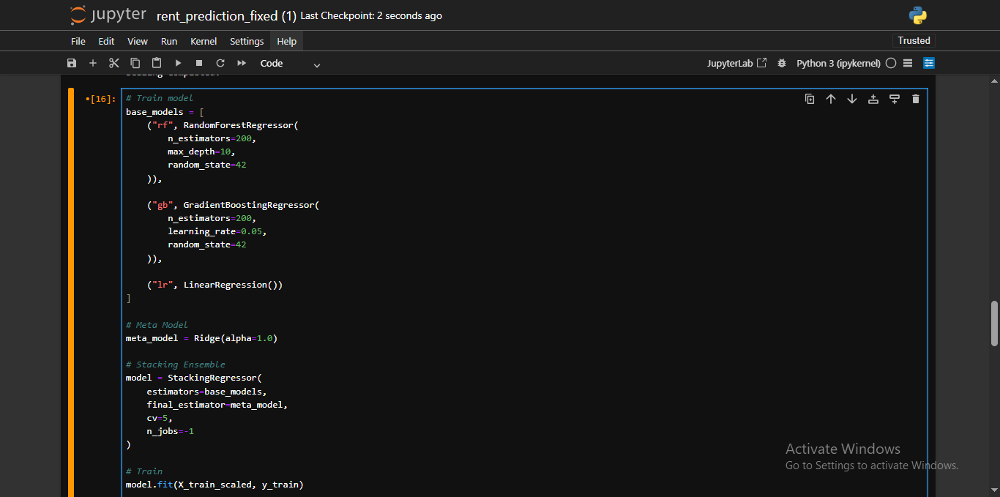 jupyter rent_prediction_fixed (1) Last Checkpoint: 2 seconds ago
File Edit View Run Kernel Settings Help Trusted
Code JupyterLab Python 3 (ipykernel)
[16]:
# Train model
base_models = [
    ("rf", RandomForestRegressor(
        n_estimators=200,
        max_depth=10,
        random_state=42
    )),
    ("gb", GradientBoostingRegressor(
        n_estimators=200,
        learning_rate=0.05,
        random_state=42
    )),
    ("lr", LinearRegression())
]
# Meta Model
meta_model = Ridge(alpha=1.0)
# Stacking Ensemble
model = StackingRegressor(
    estimators=base_models,
    final_estimator=meta_model,
    cv=5,
    n_jobs=-1
)
# Train
model.fit(X_train_scaled, y_train)
Activate Windows
Go to Settings to activate Windows.